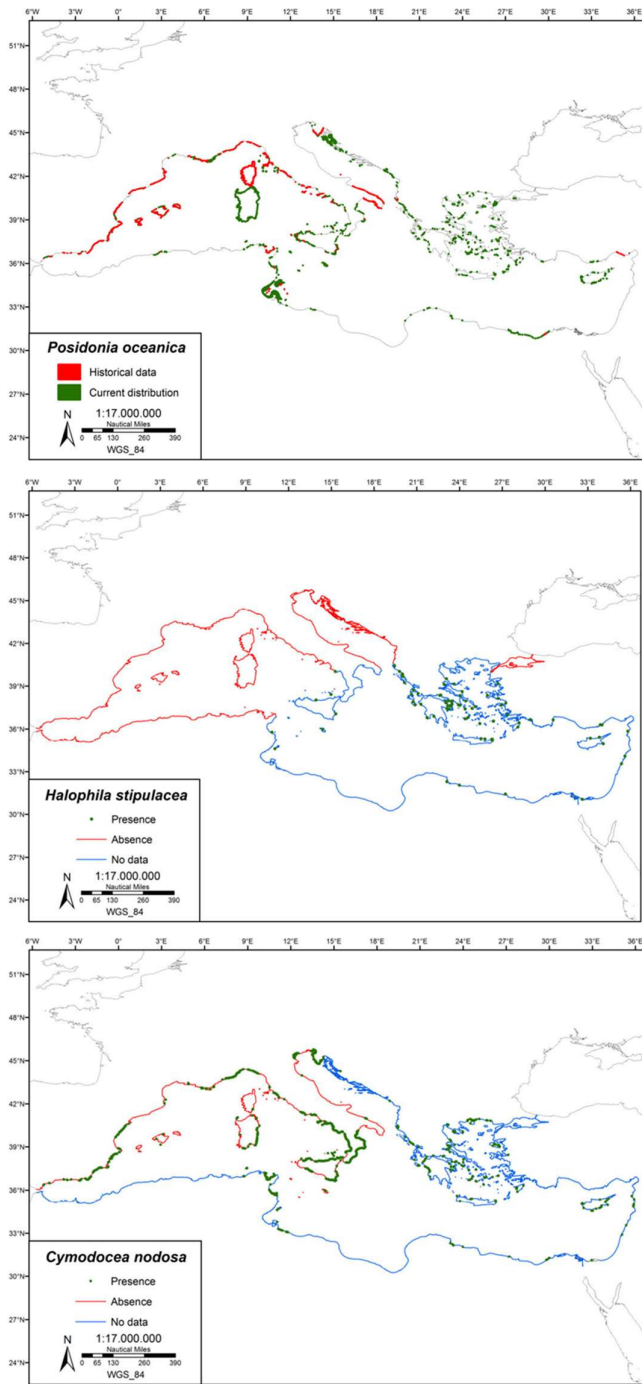 6°W 3°W 0° 3°E 6°E 9°E 12°E 15°E 18°E 21°E 24°E 27°E 30°E 33°E 36°E
51°N
48°N
45°N
42°N
39°N
36°N
33°N
30°N
27°N
24°N
Posidonia oceanica
Historical data
Current distribution
N
1:17.000.000
Nautical Miles
0 65 130 260 390
WGS_84
6°W 3°W 0° 3°E 6°E 9°E 12°E 15°E 18°E 21°E 24°E 27°E 30°E 33°E 36°E
51°N
48°N
45°N
42°N
39°N
36°N
33°N
30°N
27°N
24°N
Halophila stipulacea
Presence
Absence
No data
N
1:17.000.000
Nautical Miles
0 65 130 260 390
WGS_84
6°W 3°W 0° 3°E 6°E 9°E 12°E 15°E 18°E 21°E 24°E 27°E 30°E 33°E 36°E
51°N
48°N
45°N
42°N
39°N
36°N
33°N
30°N
27°N
24°N
Cymodocea nodosa
Presence
Absence
No data
N
1:17.000.000
Nautical Miles
0 65 130 260 390
WGS_84